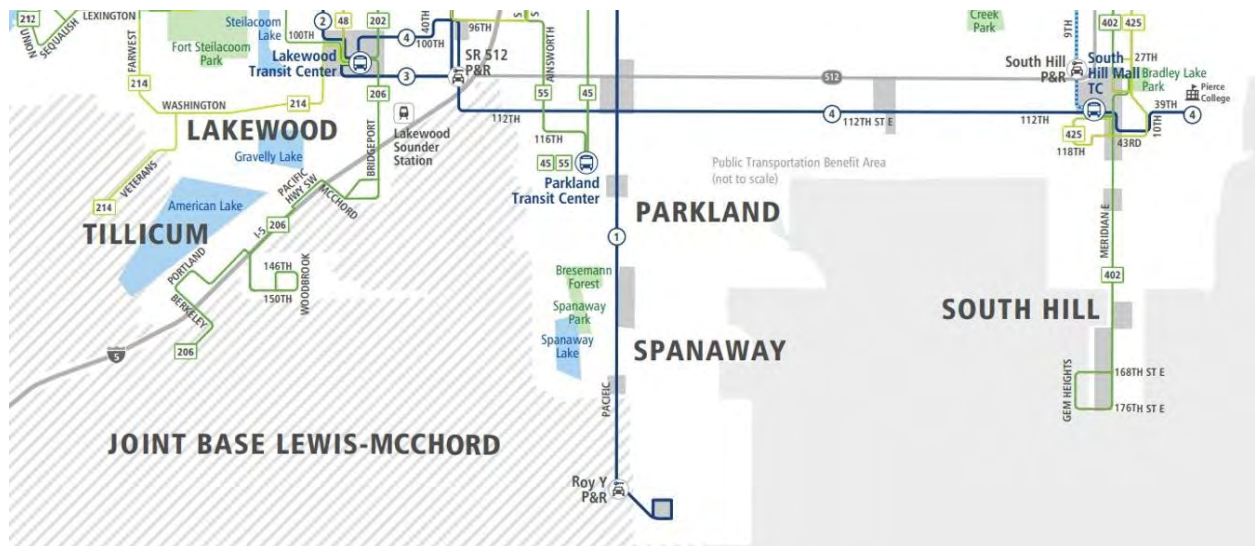 LEXINGTON
212
UNION
SEQUALISH
FARWEST
Fort Steilacoom
Park
Steilacoom
Lake
2
48
202
100TH
Lakewood
Transit Center
4
40TH
100TH
96TH
3
SR 512
P&R
S
S
AINSWORTH
55
45
512
Creek
Park
9TH
402
425
27TH
South Hill
P&R
South
Hill Mall
TC
Bradley Lake
Park
Pierce
College
39TH
4
10TH
43RD
425
118TH
112TH
112TH ST E
4
112TH
116TH
45
55
Parkland
Transit Center
214
WASHINGTON
214
206
Lakewood
Sounder
Station
BRIDGEPORT
LAKEWOOD
Gravelly Lake
VETERANS
214
American Lake
PACIFIC
HWY SW
MCCHORD
206
I-5
TILLICUM
PORTLAND
146TH
150TH
WOODBROOK
BERKELEY
206
5
Public Transportation Benefit Area
(not to scale)
PARKLAND
1
Bresemann
Forest
Spanaway
Park
Spanaway
Lake
SPANAWAY
PACIFIC
MERIDIAN E
402
SOUTH HILL
GEM HEIGHTS
168TH ST E
176TH ST E
JOINT BASE LEWIS-MCCHORD
Roy Y
P&R